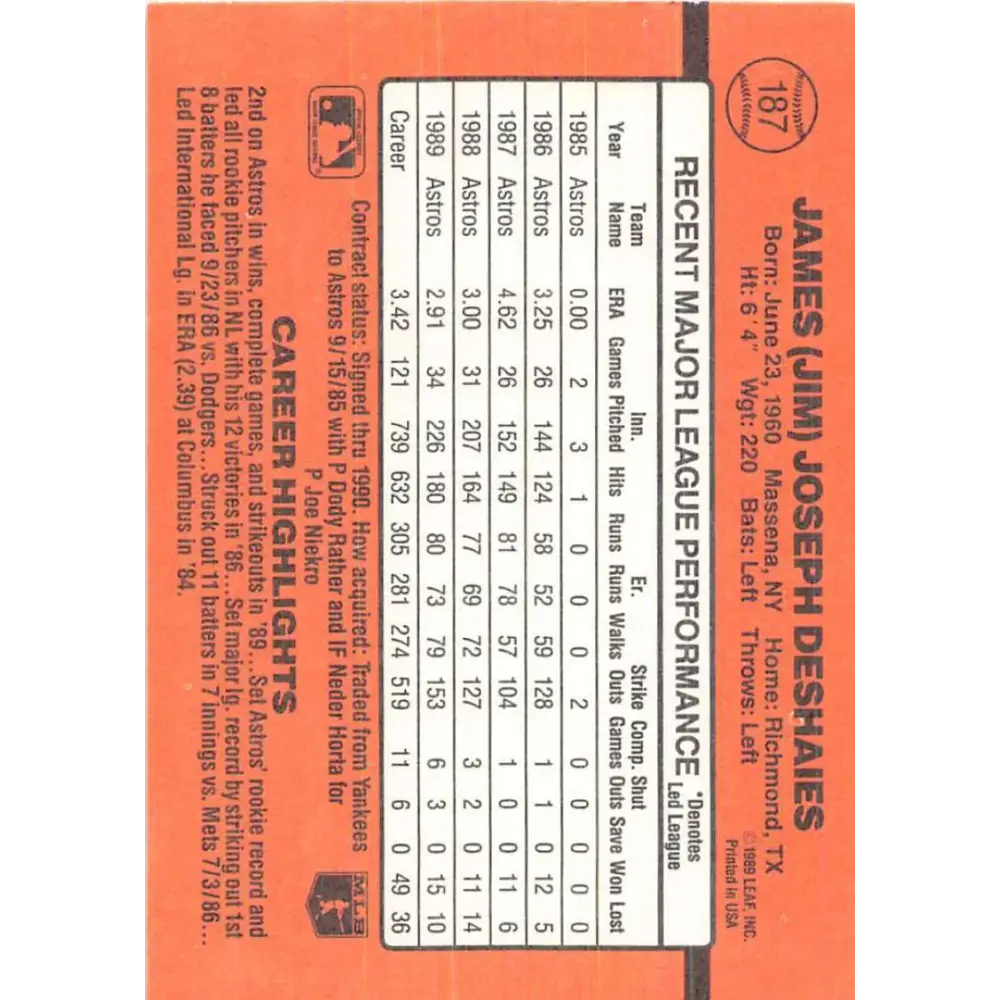 187
JAMES (JIM) JOSEPH DESHAIES
Born: June 23, 1960 Massena, NY Home: Richmond, TX
Ht: 6'4" Wgt: 220 Bats: Left Throws: Left
© 1989 LEAF, INC.
Printed in USA
RECENT MAJOR LEAGUE PERFORMANCE
*Denotes
Led League
Team Inn. Er. Strike Comp. Shut
Year Name ERA Games Pitched Hits Runs Runs Walks Outs Games Outs Save Won Lost
1985 Astros 0.00 2 3 1 0 0 0 2 0 0 0 0 0
1986 Astros 3.25 26 144 124 58 52 59 128 1 1 0 12 5
1987 Astros 4.62 26 152 149 81 78 57 104 1 0 0 11 6
1988 Astros 3.00 31 207 164 77 69 72 127 3 2 0 11 14
1989 Astros 2.91 34 226 180 80 73 79 153 6 3 0 15 10
Career 3.42 121 739 632 305 281 274 519 11 6 0 49 36
Contract status: Signed thru 1990. How acquired: Traded from Yankees
to Astros 9/15/85 with P Dody Rather and IF Neder Horta for
P Joe Niekro
MLB
CAREER HIGHLIGHTS
2nd on Astros in wins, complete games, and strikeouts in '89...Set Astros' rookie record and
led all rookie pitchers in NL with his 12 victories in '86...Set major lg. record by striking out 1st
8 batters he faced 9/23/86 vs. Dodgers...Struck out 11 batters in 7 innings vs. Mets 7/3/86...
Led International Lg. in ERA (2.39) at Columbus in '84.